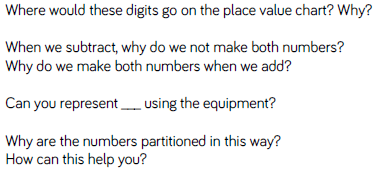 Where would these digits go on the place value chart? Why?
When we subtract, why do we not make both numbers?
Why do we make both numbers when we add?
Can you represent ___ using the equipment?
Why are the numbers partitioned in this way?
How can this help you?